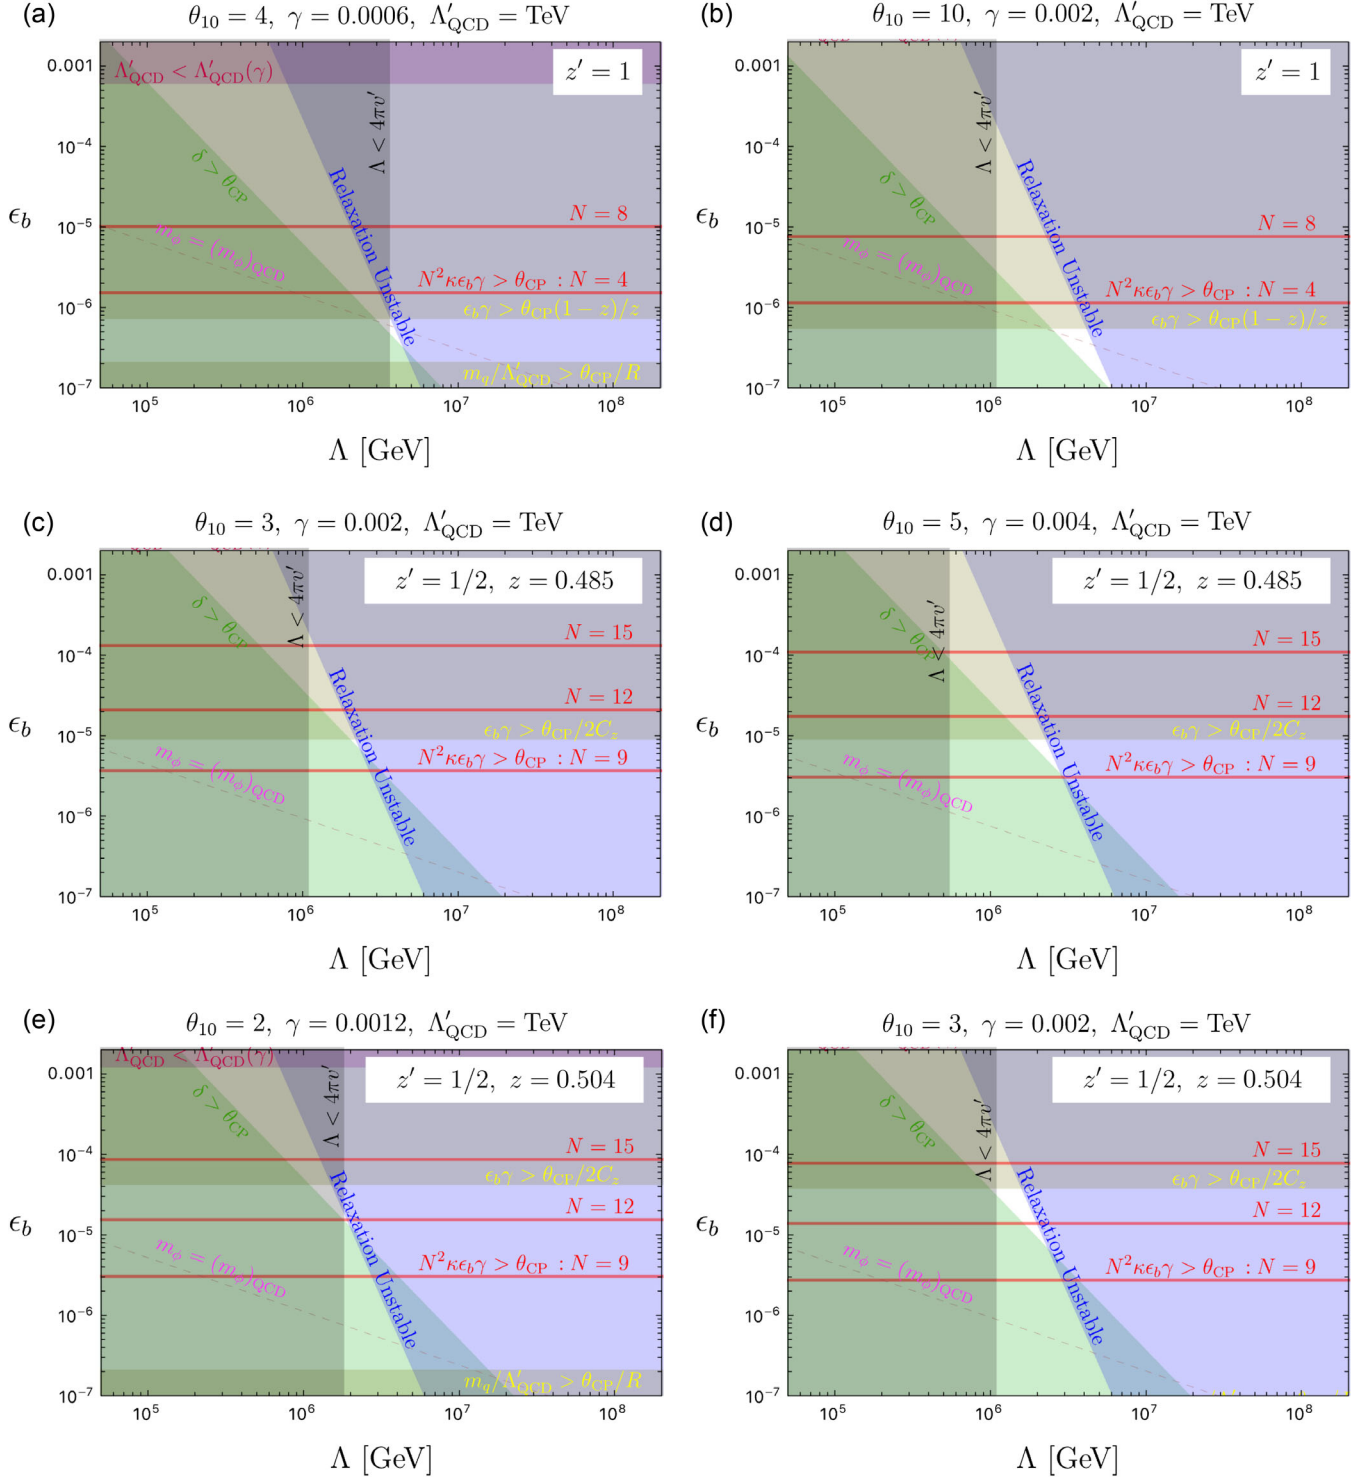 (a) θ₁₀ = 4, γ = 0.0006, Λ′QCD = TeV
Λ′QCD < Λ′QCD(γ)
z′ = 1
Λ < 4πv′
δ > θCP
Relaxation Unstable
N = 8
mϕ = (mϕ)QCD
N²κϵbγ > θCP : N = 4
ϵbγ > θCP(1 − z)/z
mq/Λ′QCD > θCP/R
0.001
10⁻⁴
10⁻⁵
10⁻⁶
10⁻⁷
ϵb
10⁵ 10⁶ 10⁷ 10⁸
Λ [GeV]
(b) θ₁₀ = 10, γ = 0.002, Λ′QCD = TeV
z′ = 1
Λ < 4πv′
δ > θCP
Relaxation Unstable
N = 8
mϕ = (mϕ)QCD
N²κϵbγ > θCP : N = 4
ϵbγ > θCP(1 − z)/z
0.001
10⁻⁴
10⁻⁵
10⁻⁶
10⁻⁷
ϵb
10⁵ 10⁶ 10⁷ 10⁸
Λ [GeV]
(c) θ₁₀ = 3, γ = 0.002, Λ′QCD = TeV
z′ = 1/2, z = 0.485
Λ < 4πv′
δ > θCP
N = 15
Relaxation Unstable
N = 12
ϵbγ > θCP/2Cz
mϕ = (mϕ)QCD
N²κϵbγ > θCP : N = 9
0.001
10⁻⁴
10⁻⁵
10⁻⁶
10⁻⁷
ϵb
10⁵ 10⁶ 10⁷ 10⁸
Λ [GeV]
(d) θ₁₀ = 5, γ = 0.004, Λ′QCD = TeV
z′ = 1/2, z = 0.485
Λ < 4πv′
δ > θCP
N = 15
Relaxation Unstable
N = 12
ϵbγ > θCP/2Cz
mϕ = (mϕ)QCD
N²κϵbγ > θCP : N = 9
0.001
10⁻⁴
10⁻⁵
10⁻⁶
10⁻⁷
ϵb
10⁵ 10⁶ 10⁷ 10⁸
Λ [GeV]
(e) θ₁₀ = 2, γ = 0.0012, Λ′QCD = TeV
Λ′QCD < Λ′QCD(γ)
z′ = 1/2, z = 0.504
Λ < 4πv′
δ > θCP
N = 15
ϵbγ > θCP/2Cz
Relaxation Unstable
N = 12
mϕ = (mϕ)QCD
N²κϵbγ > θCP : N = 9
mq/Λ′QCD > θCP/R
0.001
10⁻⁴
10⁻⁵
10⁻⁶
10⁻⁷
ϵb
10⁵ 10⁶ 10⁷ 10⁸
Λ [GeV]
(f) θ₁₀ = 3, γ = 0.002, Λ′QCD = TeV
z′ = 1/2, z = 0.504
Λ < 4πv′
δ > θCP
N = 15
ϵbγ > θCP/2Cz
Relaxation Unstable
N = 12
mϕ = (mϕ)QCD
N²κϵbγ > θCP : N = 9
0.001
10⁻⁴
10⁻⁵
10⁻⁶
10⁻⁷
ϵb
10⁵ 10⁶ 10⁷ 10⁸
Λ [GeV]